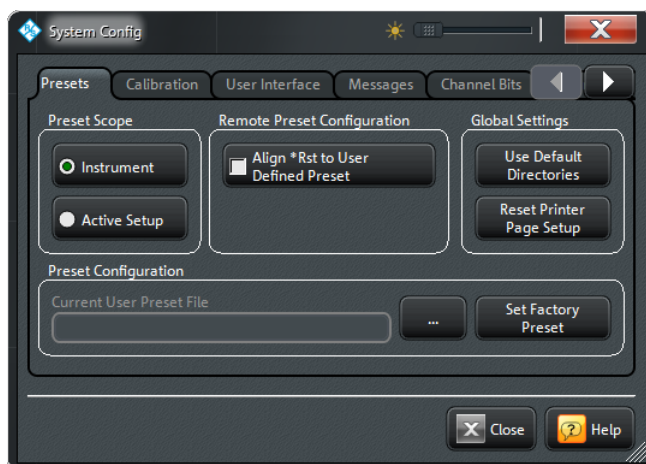 System Config
Presets Calibration User Interface Messages Channel Bits
Preset Scope Remote Preset Configuration Global Settings
Instrument
Align *Rst to User
Defined Preset
Use Default
Directories
Active Setup
Reset Printer
Page Setup
Preset Configuration
Current User Preset File
...
Set Factory
Preset
Close
Help